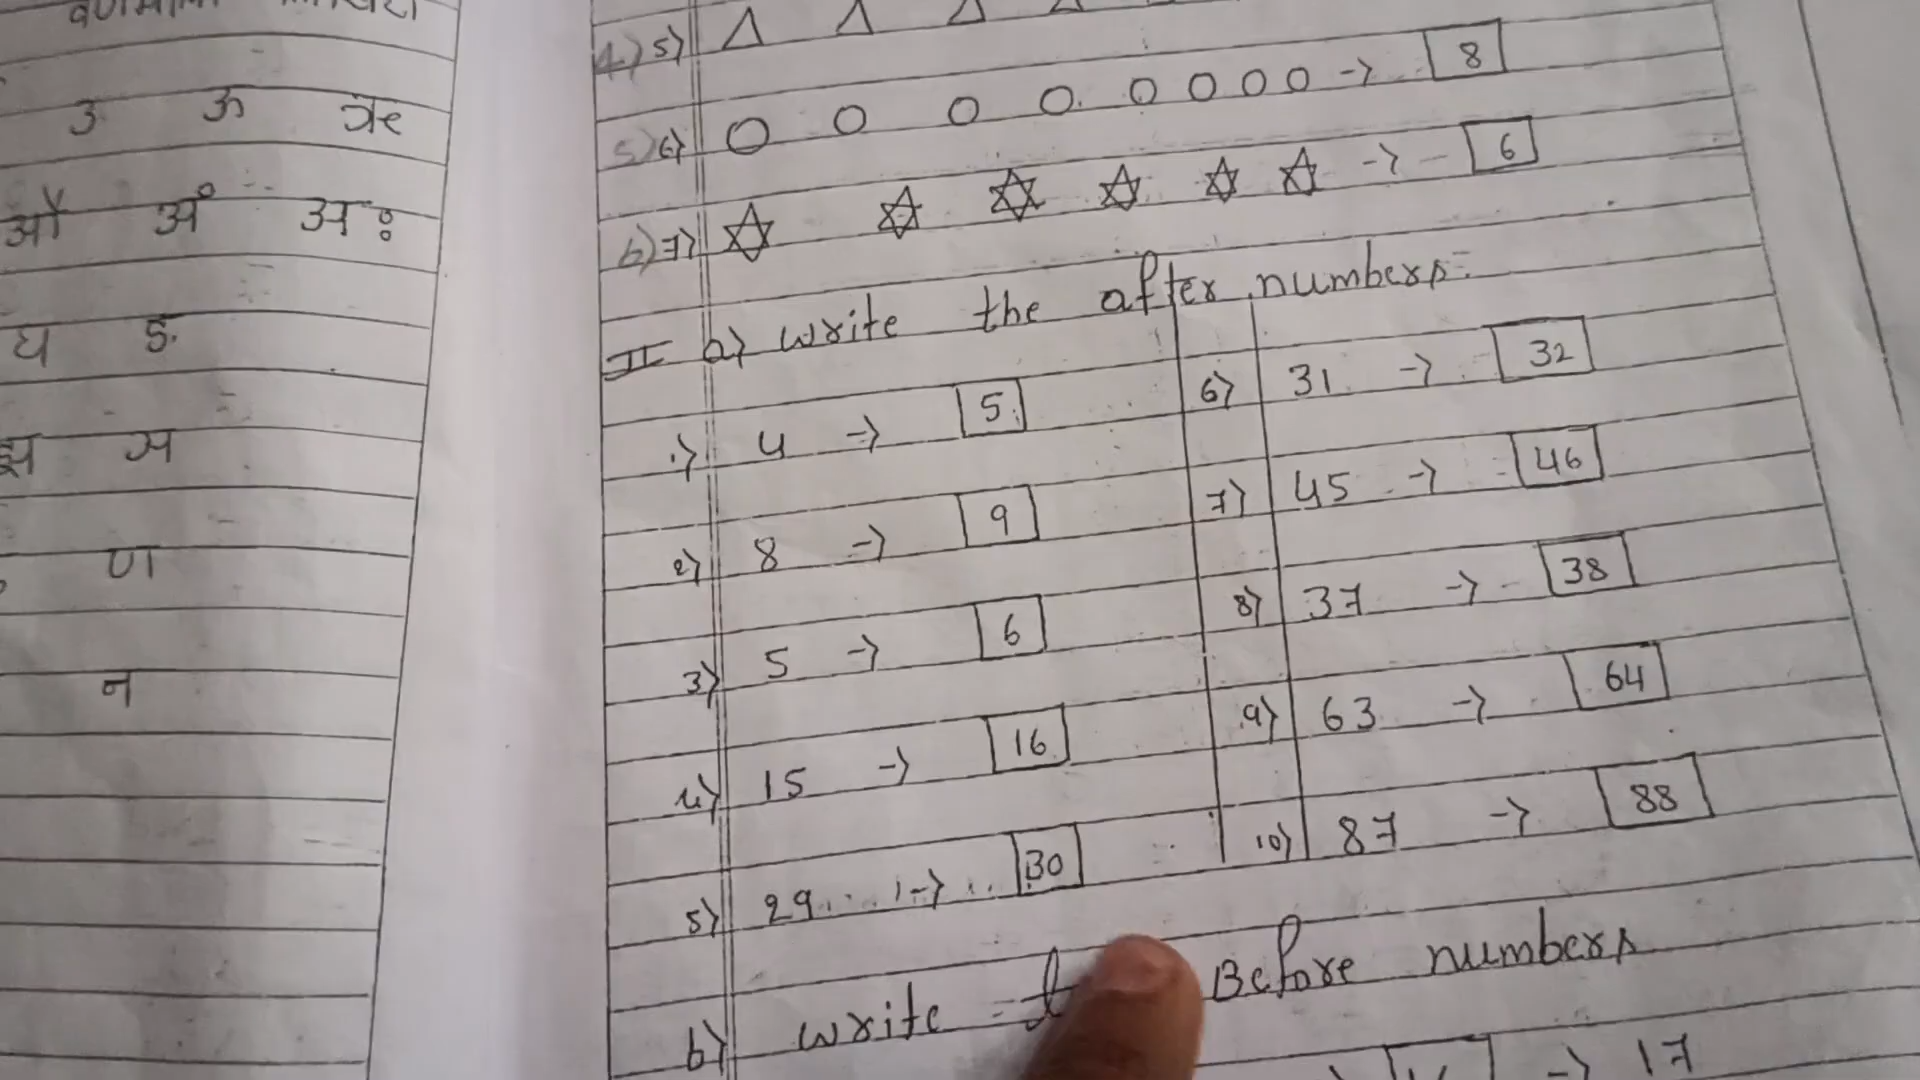 उ ऊ ऋ
औ अं अः
घ ङ
झ ञ
ण
न
4) 5)
5) 6) → 8
6) 7) → 6
II a) write the after numbers:
1) 4 → 5
2) 8 → 9
3) 5 → 6
4) 15 → 16
5) 29 → 30
6) 31 → 32
7) 45 → 46
8) 37 → 38
9) 63 → 64
10) 87 → 88
b) write Before numbers
→ 17